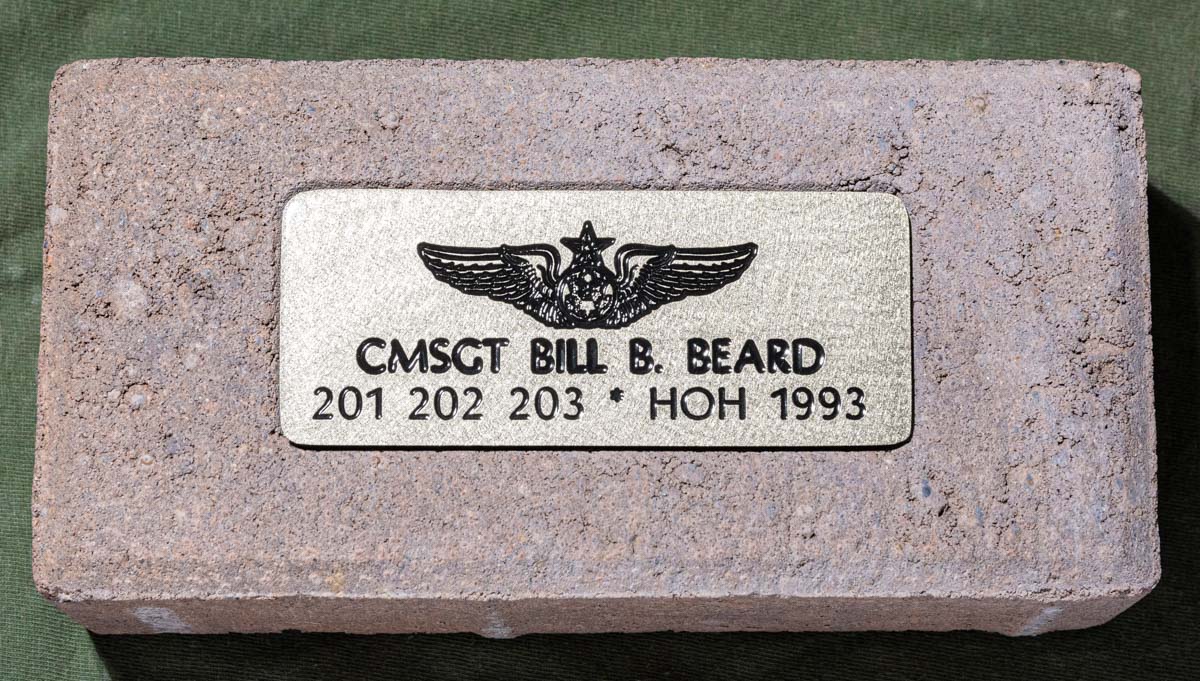 CMSGT BILL B. BEARD
201 202 203 * HOH 1993